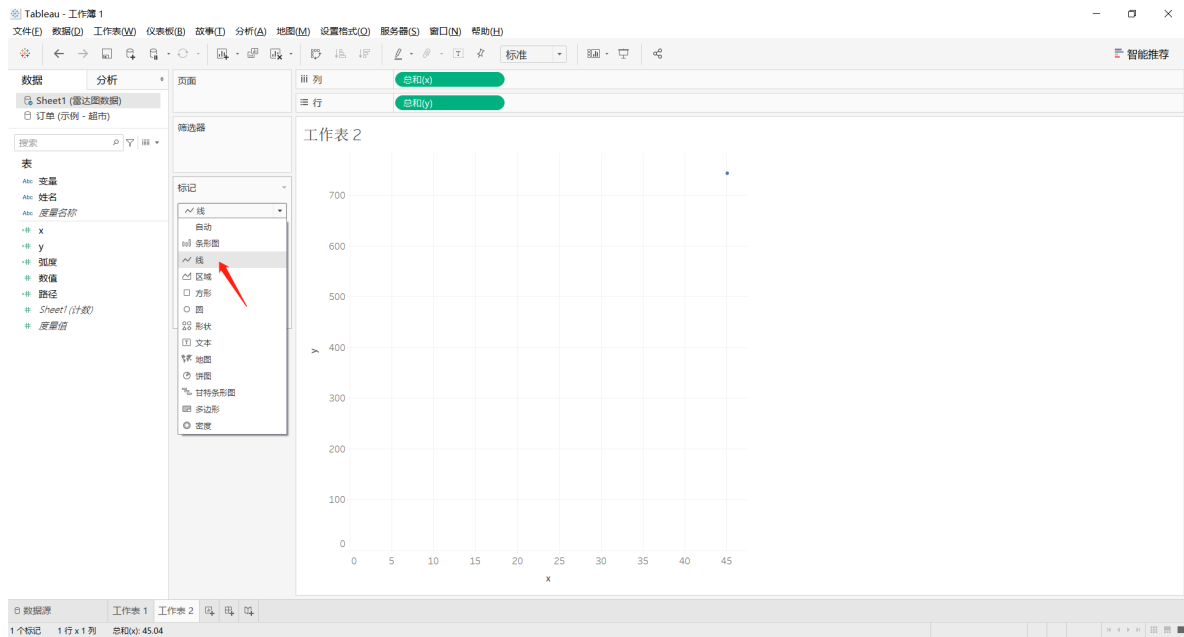 Tableau - 工作簿 1
文件(F) 数据(D) 工作表(W) 仪表板(B) 故事(T) 分析(A) 地图(M) 设置格式(O) 服务器(S) 窗口(N) 帮助(H)
标准
智能推荐
数据 分析
页面
iii 列 总和(x)
Sheet1 (雷达图数据)
订单 (示例 - 超市)
行 总和(y)
筛选器
工作表 2
搜索
表
Abc 变量
Abc 姓名
Abc 度量名称
x
y
弧度
数值
路径
Sheet1 (计数)
度量值
标记
线
自动
条形图
线
区域
方形
圆
形状
文本
地图
饼图
甘特条形图
多边形
密度
700
600
500
400
300
200
100
0
y
0 5 10 15 20 25 30 35 40 45
x
数据源 工作表 1 工作表 2
1 个标记 1 行 x 1 列 总和(x): 45.04